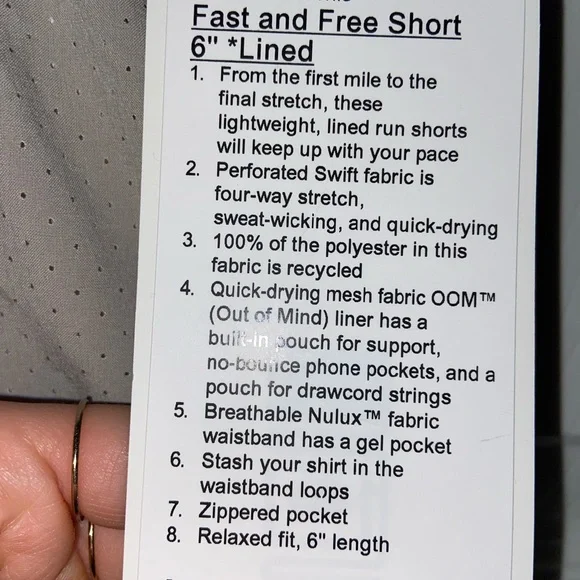 Fast and Free Short
6" *Lined
1. From the first mile to the
final stretch, these
lightweight, lined run shorts
will keep up with your pace
2. Perforated Swift fabric is
four-way stretch,
sweat-wicking, and quick-drying
3. 100% of the polyester in this
fabric is recycled
4. Quick-drying mesh fabric OOM™
(Out of Mind) liner has a
built-in pouch for support,
no-bounce phone pockets, and a
pouch for drawcord strings
5. Breathable Nulux™ fabric
waistband has a gel pocket
6. Stash your shirt in the
waistband loops
7. Zippered pocket
8. Relaxed fit, 6" length